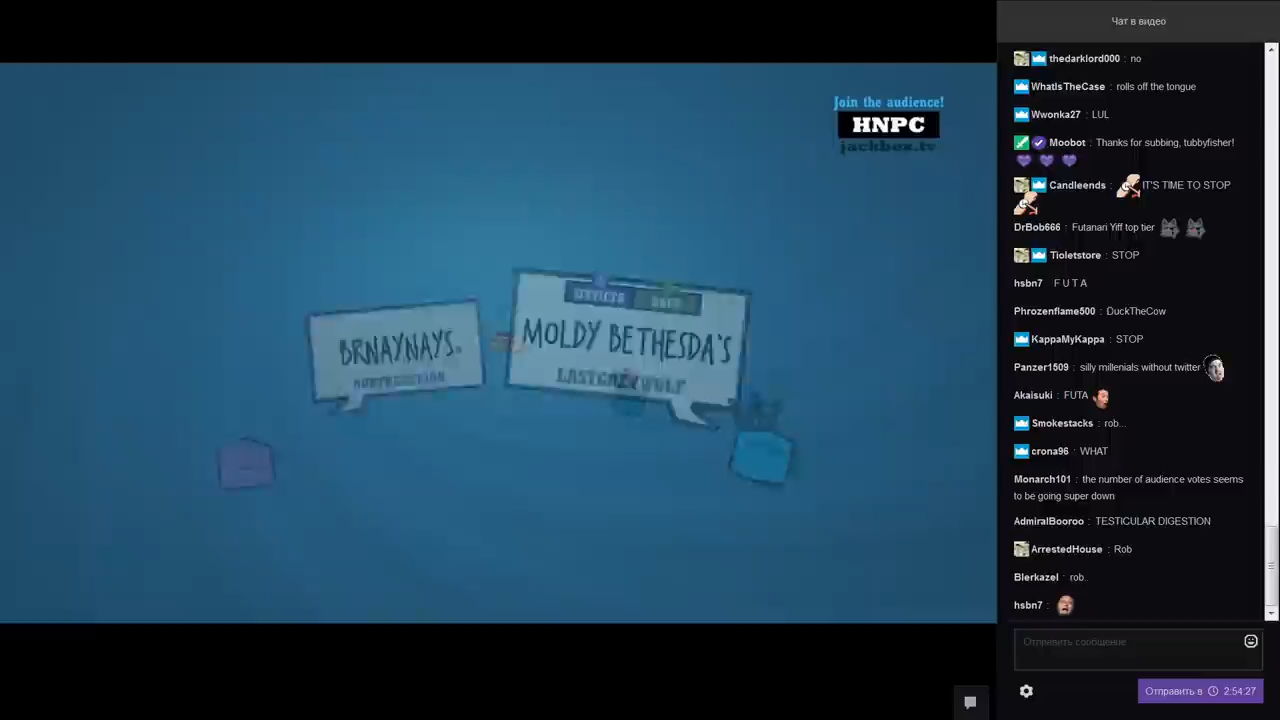 Чат в видео
Join the audience!
HNPC
jackbox.tv
BRNAYNAYS.
MOLDY BETHESDA'S
LASTGREYWOLF
thedarklord000 : no
WhatIsTheCase : rolls off the tongue
Wwonka27 : LUL
Moobot : Thanks for subbing, tubbyfisher!
Candleends : IT'S TIME TO STOP
DrBob666 : Futanari Yiff top tier
Tioletstore : STOP
hsbn7 : F U T A
Phrozenflame500 : DuckTheCow
KappaMyKappa : STOP
Panzer1509 : silly millenials without twitter
Akaisuki : FUTA
Smokestacks : rob...
crona96 : WHAT
Monarch101 : the number of audience votes seems
to be going super down
AdmiralBooroo : TESTICULAR DIGESTION
ArrestedHouse : Rob
Blerkazel : rob..
hsbn7 :
Отправить сообщение
Отправить в 2:54:27